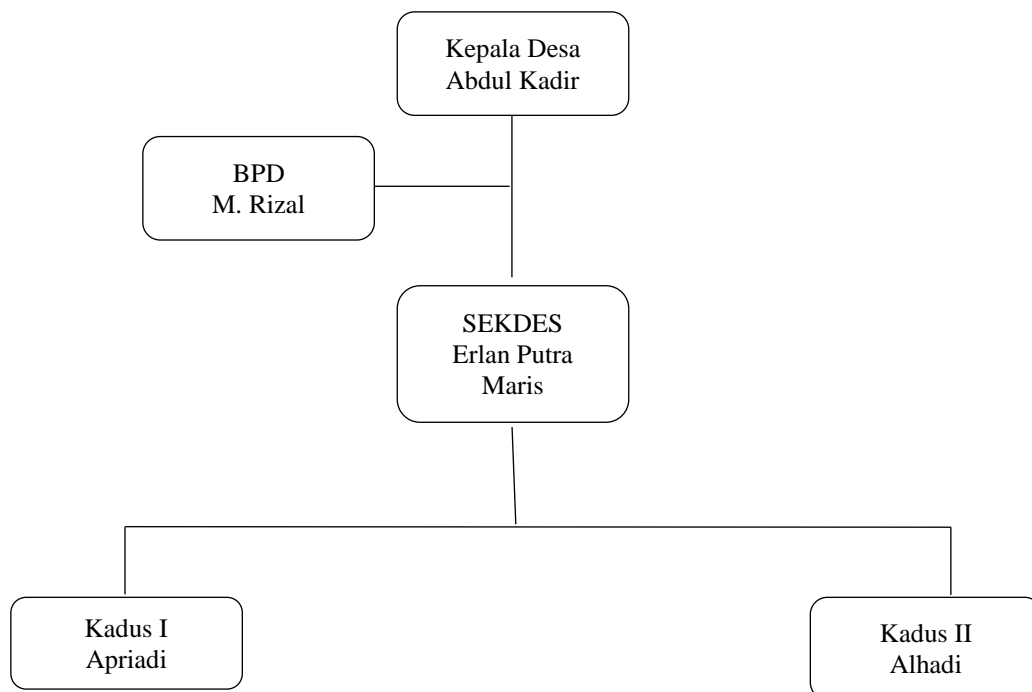 Kepala Desa
Abdul Kadir
BPD
M. Rizal
SEKDES
Erlan Putra
Maris
Kadus I
Apriadi
Kadus II
Alhadi